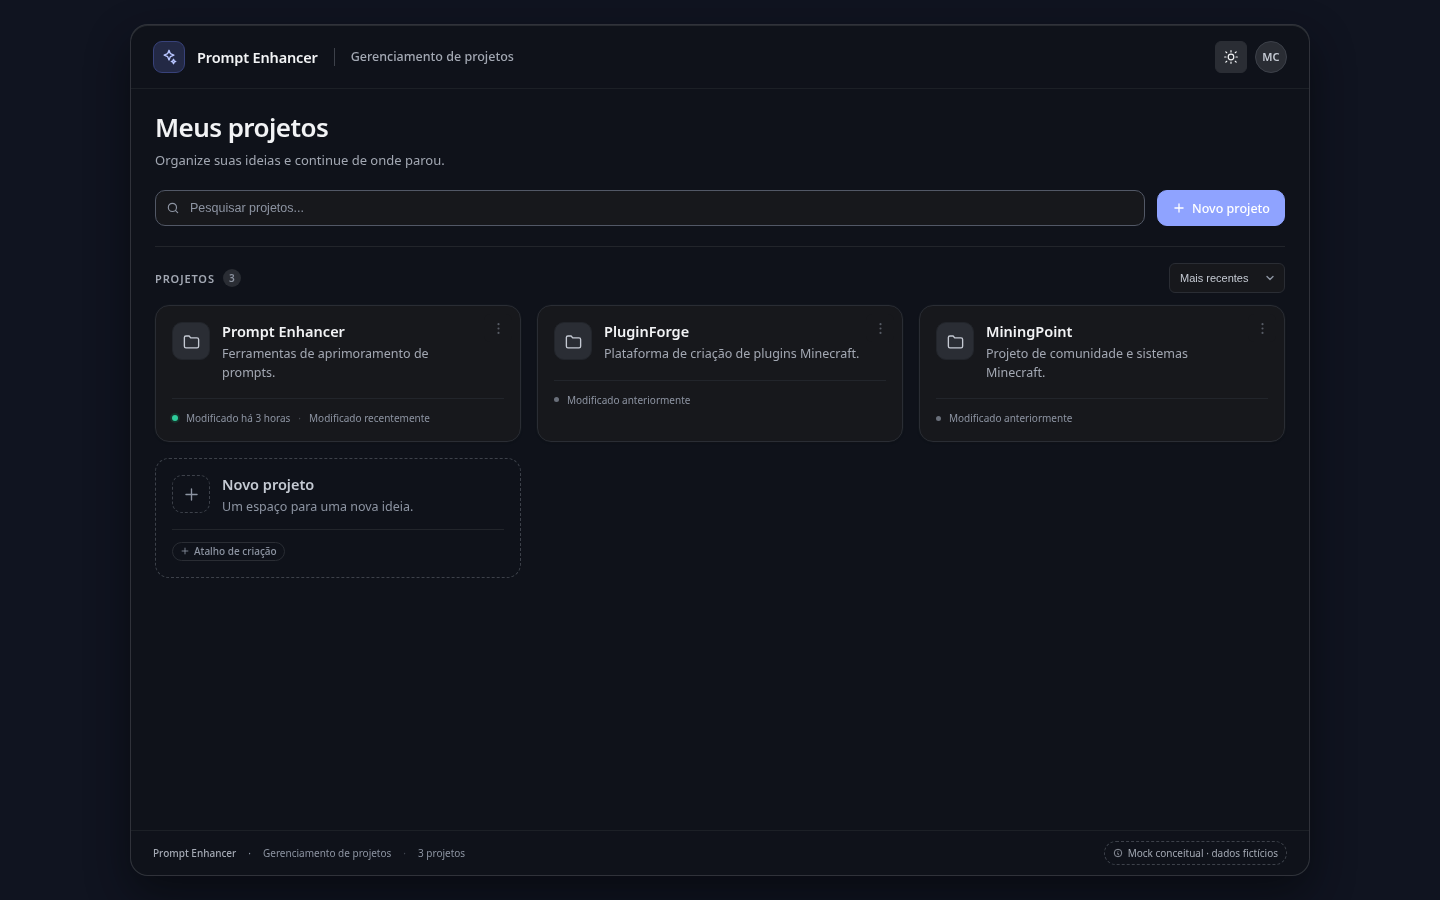 Prompt Enhancer
Gerenciamento de projetos
MC
Meus projetos
Organize suas ideias e continue de onde parou.
Pesquisar projetos...
Novo projeto
PROJETOS 3
Mais recentes
Prompt Enhancer
Ferramentas de aprimoramento de
prompts.
Modificado há 3 horas · Modificado recentemente
PluginForge
Plataforma de criação de plugins Minecraft.
Modificado anteriormente
MiningPoint
Projeto de comunidade e sistemas
Minecraft.
Modificado anteriormente
Novo projeto
Um espaço para uma nova ideia.
Atalho de criação
Prompt Enhancer · Gerenciamento de projetos · 3 projetos
Mock conceitual · dados fictícios